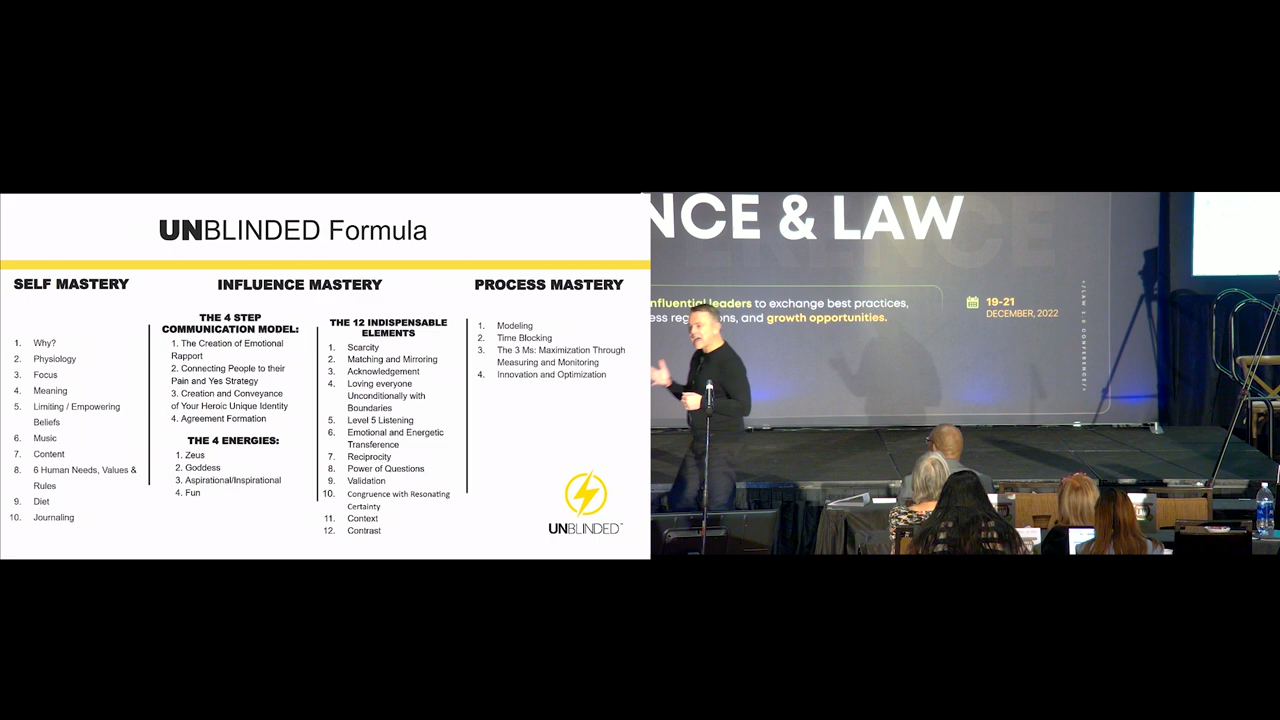 UNBLINDED Formula
SELF MASTERY
1. Why?
2. Physiology
3. Focus
4. Meaning
5. Limiting / Empowering
Beliefs
6. Music
7. Content
8. 6 Human Needs, Values &
Rules
9. Diet
10. Journaling
INFLUENCE MASTERY
THE 4 STEP
COMMUNICATION MODEL:
1. The Creation of Emotional
Rapport
2. Connecting People to their
Pain and Yes Strategy
3. Creation and Conveyance
of Your Heroic Unique Identity
4. Agreement Formation
THE 4 ENERGIES:
1. Zeus
2. Goddess
3. Aspirational/Inspirational
4. Fun
THE 12 INDISPENSABLE
ELEMENTS
1. Scarcity
2. Matching and Mirroring
3. Acknowledgement
4. Loving everyone
Unconditionally with
Boundaries
5. Level 5 Listening
6. Emotional and Energetic
Transference
7. Reciprocity
8. Power of Questions
9. Validation
10. Congruence with Resonating
Certainty
11. Context
12. Contrast
PROCESS MASTERY
1. Modeling
2. Time Blocking
3. The 3 Ms: Maximization Through
Measuring and Monitoring
4. Innovation and Optimization
UNBLINDED™
NCE & LAW
influential leaders to exchange best practices,
and growth opportunities.
19-21
DECEMBER, 2022